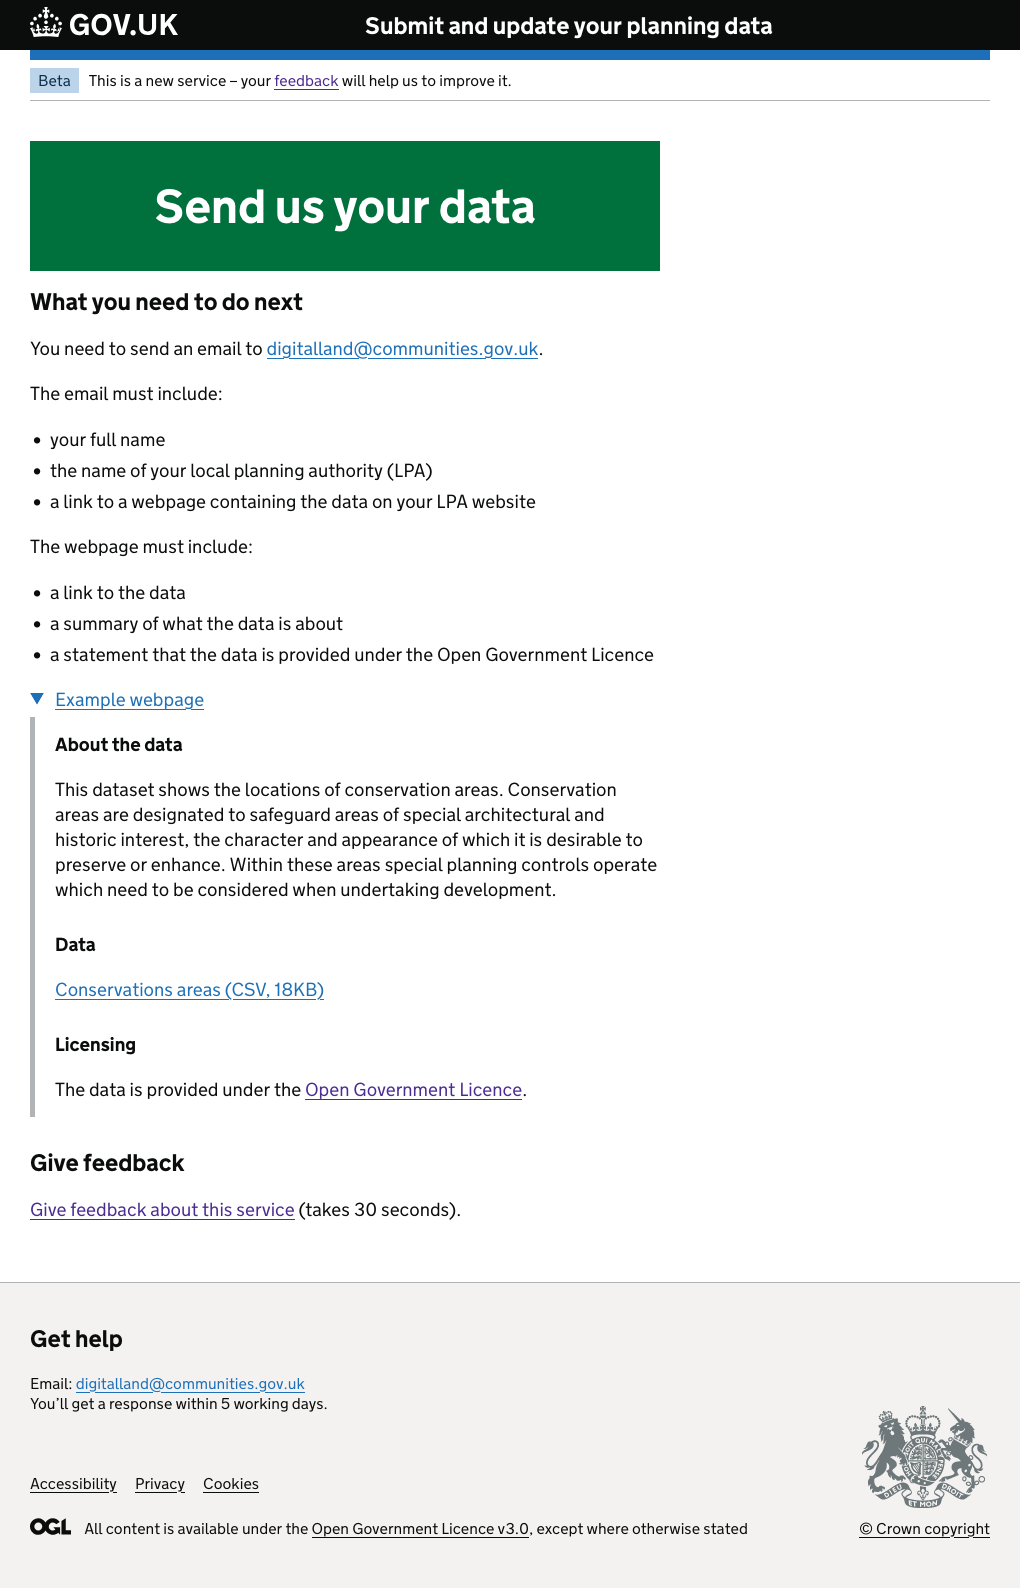 GOV.UK
Submit and update your planning data
Beta This is a new service – your feedback will help us to improve it.
Send us your data
What you need to do next
You need to send an email to digitalland@communities.gov.uk.
The email must include:
• your full name
• the name of your local planning authority (LPA)
• a link to a webpage containing the data on your LPA website
The webpage must include:
• a link to the data
• a summary of what the data is about
• a statement that the data is provided under the Open Government Licence
Example webpage
About the data
This dataset shows the locations of conservation areas. Conservation
areas are designated to safeguard areas of special architectural and
historic interest, the character and appearance of which it is desirable to
preserve or enhance. Within these areas special planning controls operate
which need to be considered when undertaking development.
Data
Conservations areas (CSV, 18KB)
Licensing
The data is provided under the Open Government Licence.
Give feedback
Give feedback about this service (takes 30 seconds).
Get help
Email: digitalland@communities.gov.uk
You’ll get a response within 5 working days.
Accessibility Privacy Cookies
DIEU ET MON DROIT
OGL All content is available under the Open Government Licence v3.0, except where otherwise stated
© Crown copyright